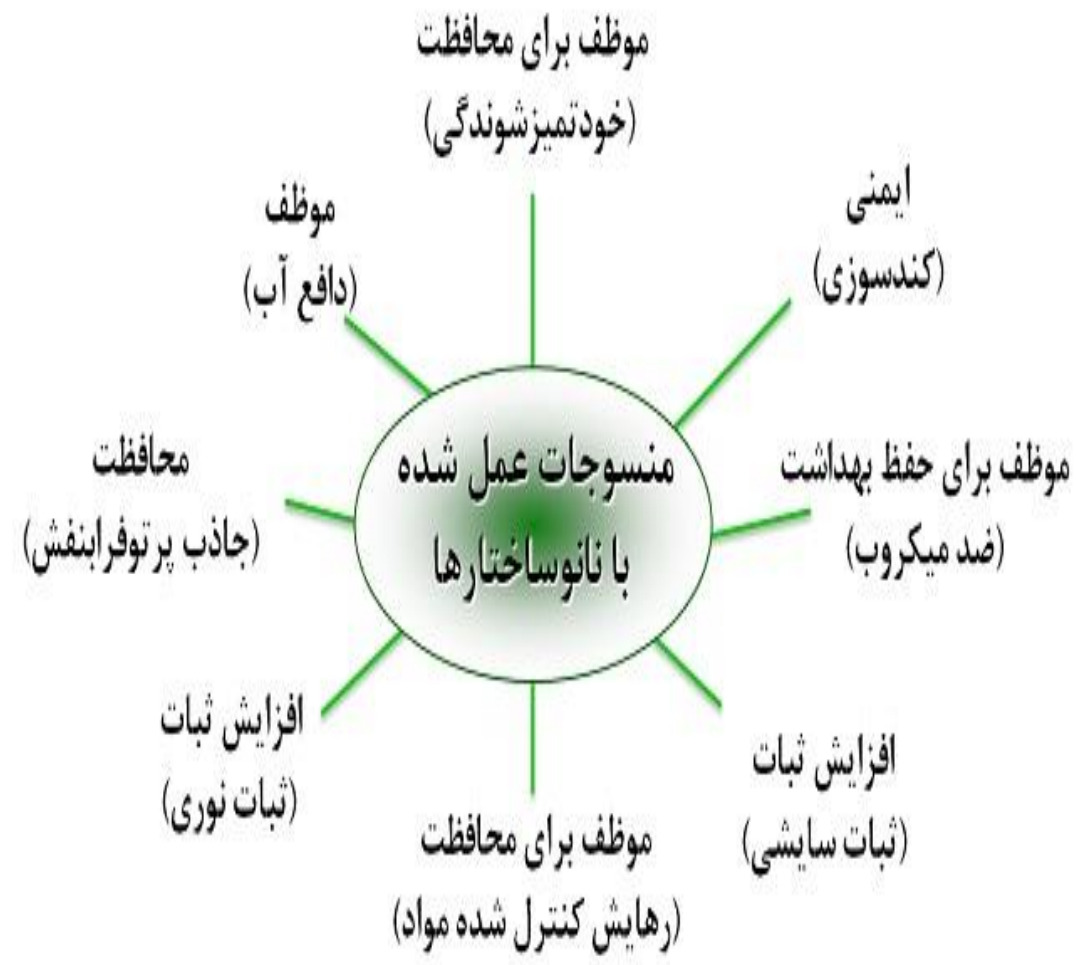 موظف برای محافظت
(خودتمیزشوندگی)
ایمنی
(کندسوزی)
موظف
(دافع آب)
منسوجات عمل شده
با نانوساختارها
موظف برای حفظ بهداشت
(ضد میکروب)
محافظت
(جاذب پرتوفرابنفش)
افزایش ثبات
(ثبات سایشی)
افزایش ثبات
(ثبات نوری)
موظف برای محافظت
(رهایش کنترل شده مواد)